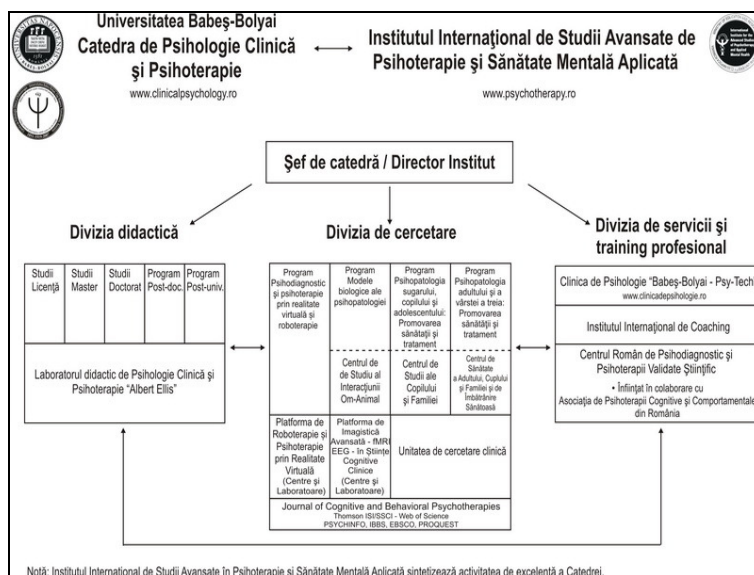 Universitatea Babeş-Bolyai
Catedra de Psihologie Clinică
şi Psihoterapie
www.clinicalpsychology.ro
Institutul Internaţional de Studii Avansate de
Psihoterapie şi Sănătate Mentală Aplicată
www.psychotherapy.ro
Şef de catedră / Director Institut
Divizia didactică
Studii
Licenţă
Studii
Master
Studii
Doctorat
Program
Post-doc.
Program
Post-univ.
Laboratorul didactic de Psihologie Clinică şi
Psihoterapie “Albert Ellis”
Divizia de cercetare
Program
Psihodiagnostic
şi psihoterapie
prin realitate
virtuală şi
roboterapie
Program
Modele
biologice ale
psihopatologiei
Program
Psihopatologia
sugarului,
copilului şi
adolescentului:
Promovarea
sănătaţii şi
tratament
Program
Psihopatologia
adultului şi a
vârstei a treia:
Promovarea
sănătăţii şi
tratament
Centrul de
de Studiu al
Interacţiunii
Om-Animal
Centrul de
Studii ale
Copilului
şi Familiei
Centrul de
Sănătate
a Adultului, Cuplului
şi Familiei şi de
Îmbătrânire
Sănătoasă
Platforma de
Roboterapie şi
Psihoterapie
prin Realitate
Virtuală
(Centre şi
Laboratoare)
Platforma de
Imagistică
Avansată - fMRI
EEG - în Ştiinţe
Cognitive
Clinice
(Centre şi
Laboratoare)
Unitatea de cercetare clinică
Journal of Cognitive and Behavioral Psychotherapies
Thomson ISI/SSCI - Web of Science
PSYCHINFO, IBBS, EBSCO, PROQUEST
Divizia de servicii şi
training profesional
Clinica de Psihologie “Babeş-Bolyai - Psy-Tech”
www.clinicadepsihologie.ro
Institutul Internaţional de Coaching
Centrul Român de Psihodiagnostic şi
Psihoterapii Validate Ştiinţific
• Înfiinţat în colaborare cu
Asociaţia de Psihoterapii Cognitive şi Comportamentale
din România
Notă: Institutul Internaţional de Studii Avansate în Psihoterapie şi Sănătate Mentală Aplicată sintetizează activitatea de excelenţă a Catedrei.